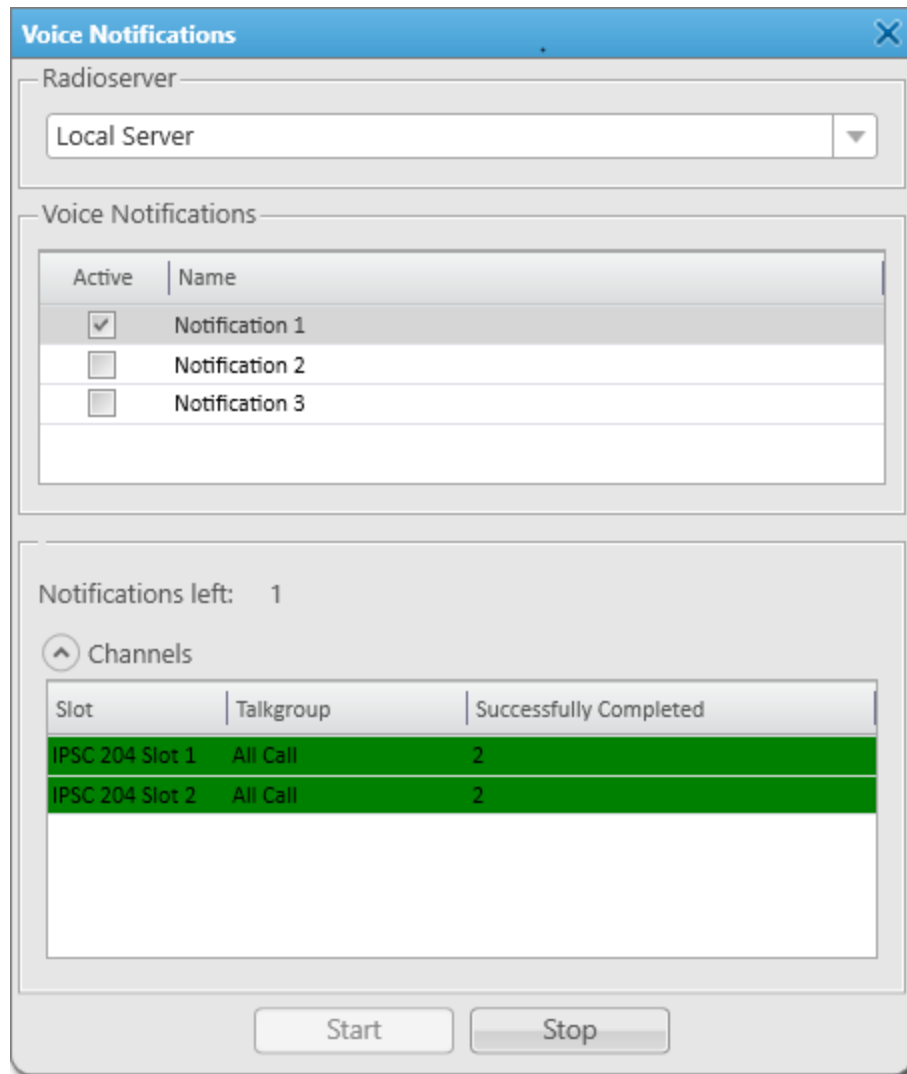 Voice Notifications
Radioserver
Local Server
Voice Notifications
Active Name
Notification 1
Notification 2
Notification 3
Notifications left: 1
Channels
Slot Talkgroup Successfully Completed
IPSC 204 Slot 1 All Call 2
IPSC 204 Slot 2 All Call 2
Start Stop